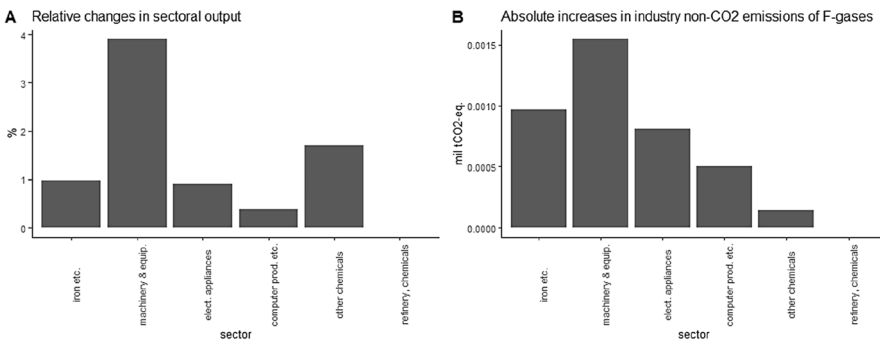 A Relative changes in sectoral output
%
4
3
2
1
0
iron etc.
machinery & equip.
elect. appliances
computer prod. etc.
other chemicals
refinery, chemicals
sector
B Absolute increases in industry non-CO2 emissions of F-gases
mil tCO2-eq.
0.0015
0.0010
0.0005
0.0000
iron etc.
machinery & equip.
elect. appliances
computer prod. etc.
other chemicals
refinery, chemicals
sector